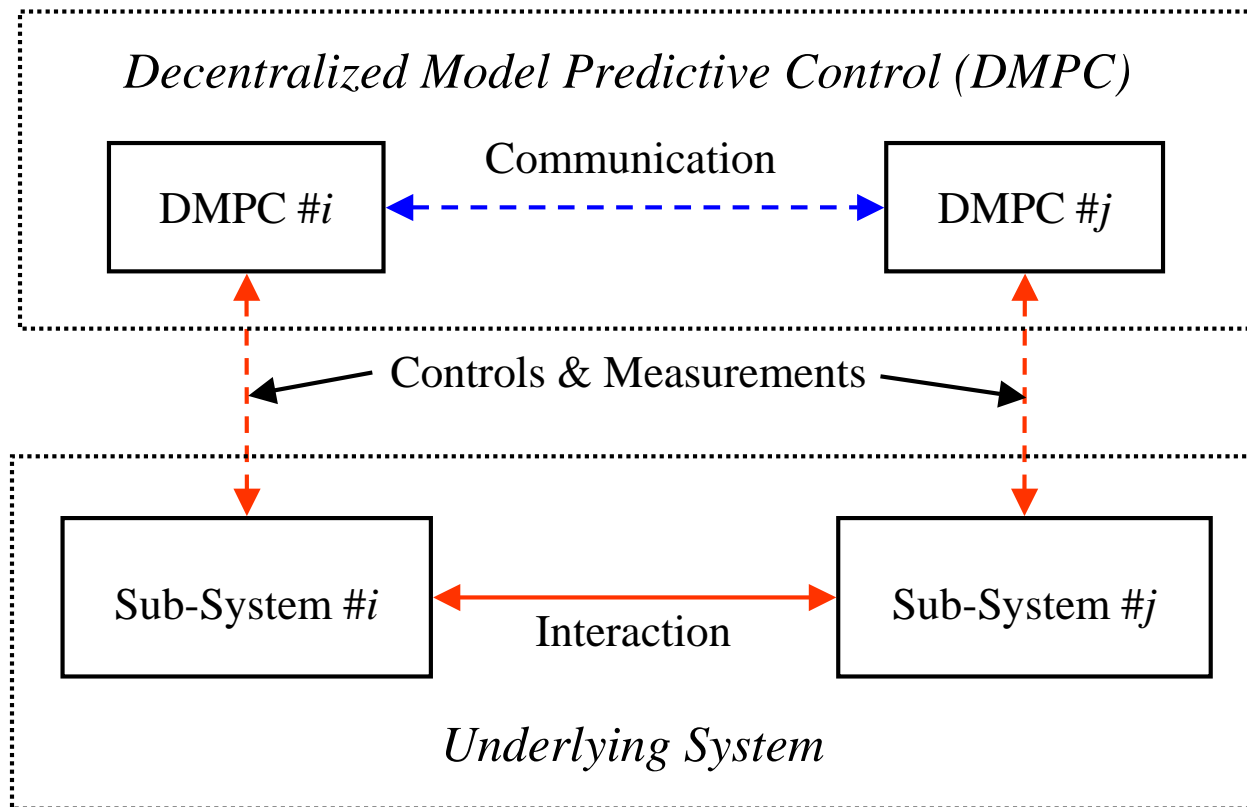 Decentralized Model Predictive Control (DMPC)
Communication
DMPC #i
DMPC #j
Controls & Measurements
Sub-System #i
Sub-System #j
Interaction
Underlying System